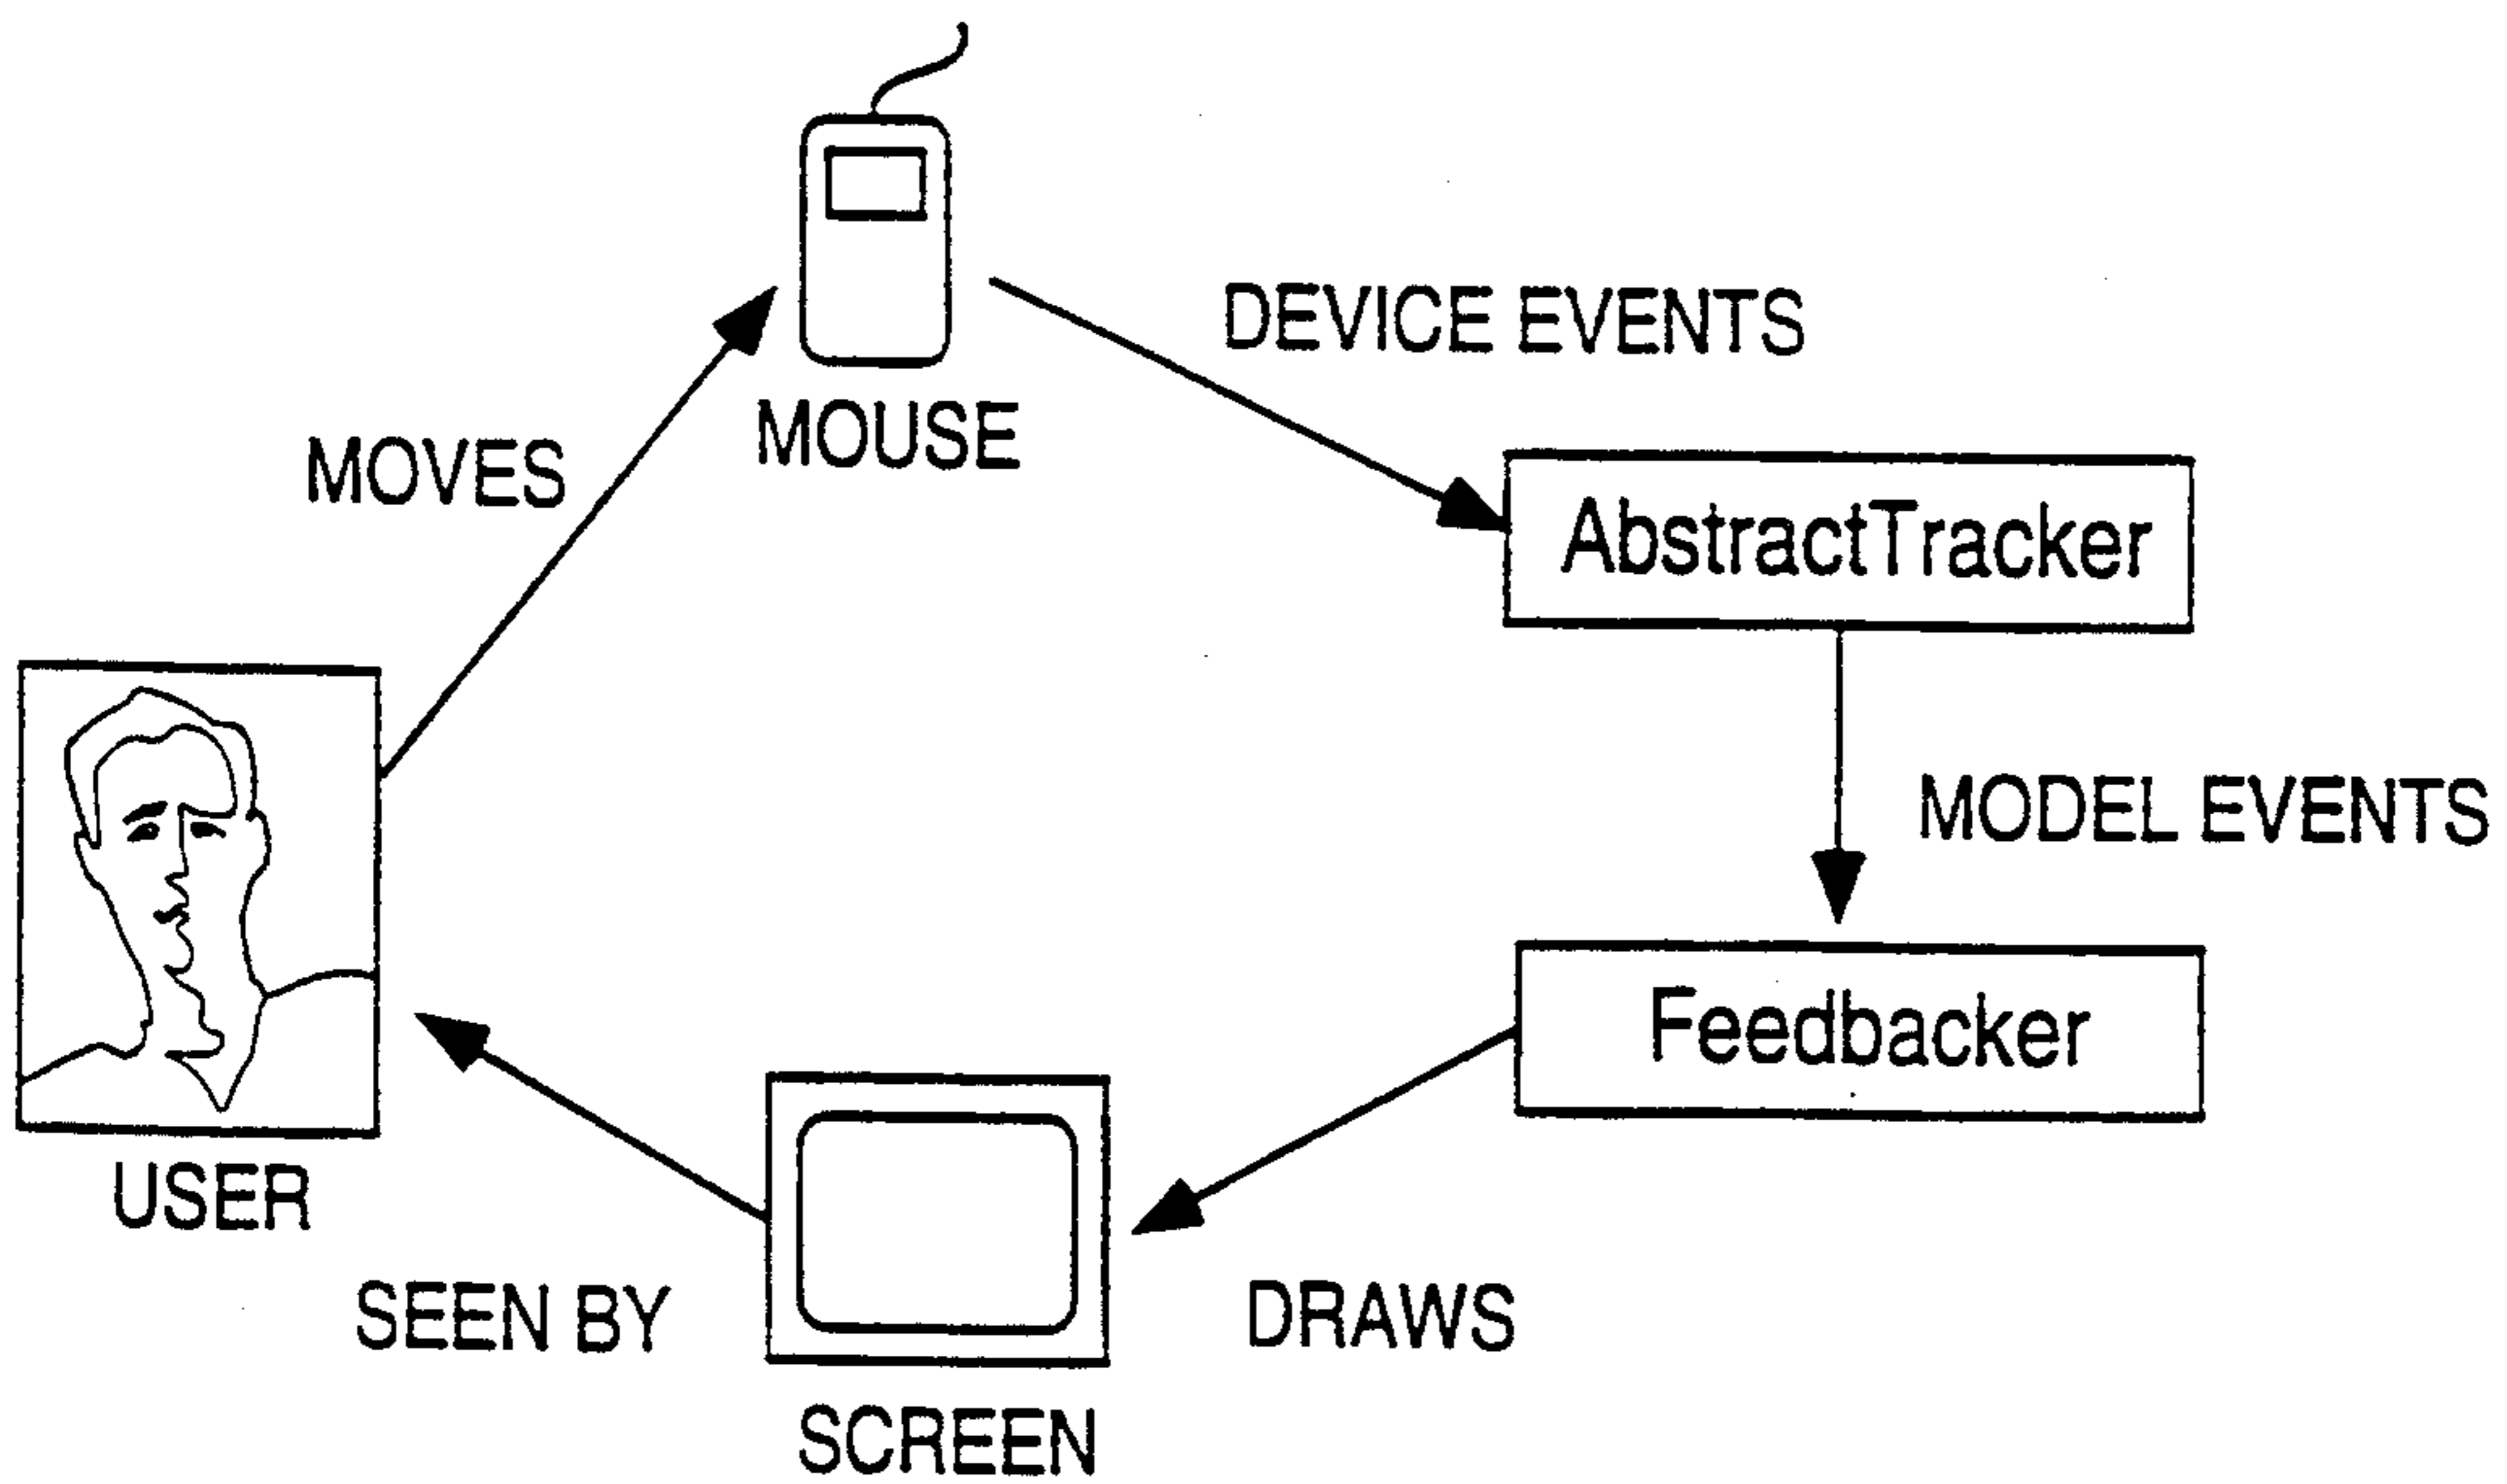 DEVICE EVENTS
MOUSE
MOVES
AbstractTracker
MODEL EVENTS
Feedbacker
USER
SEEN BY
DRAWS
SCREEN